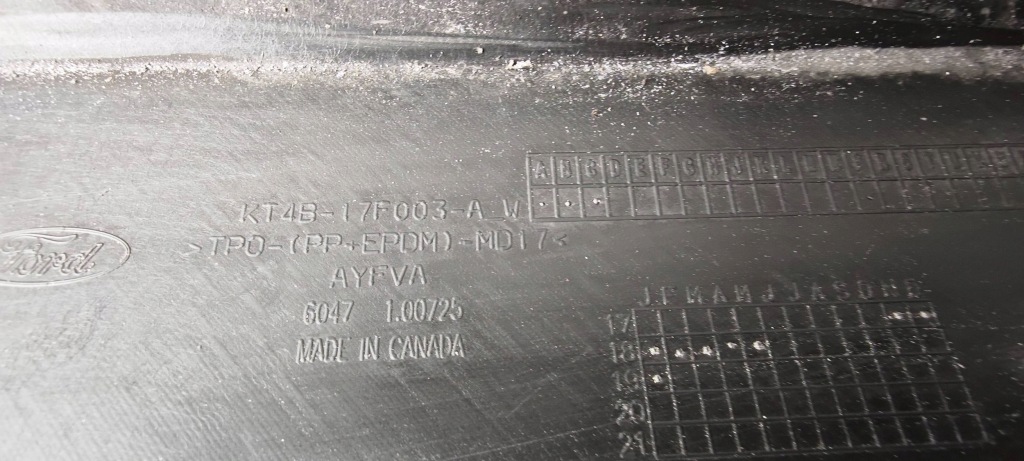 Ford
KT4B-17F003-A W
>TPO-(PP+EPDM)-MD17<
AYFVA
6047 1.00725
MADE IN CANADA
A B C D E F G H J K L
J F M A M J J A S O N D
17
18
19
20
21